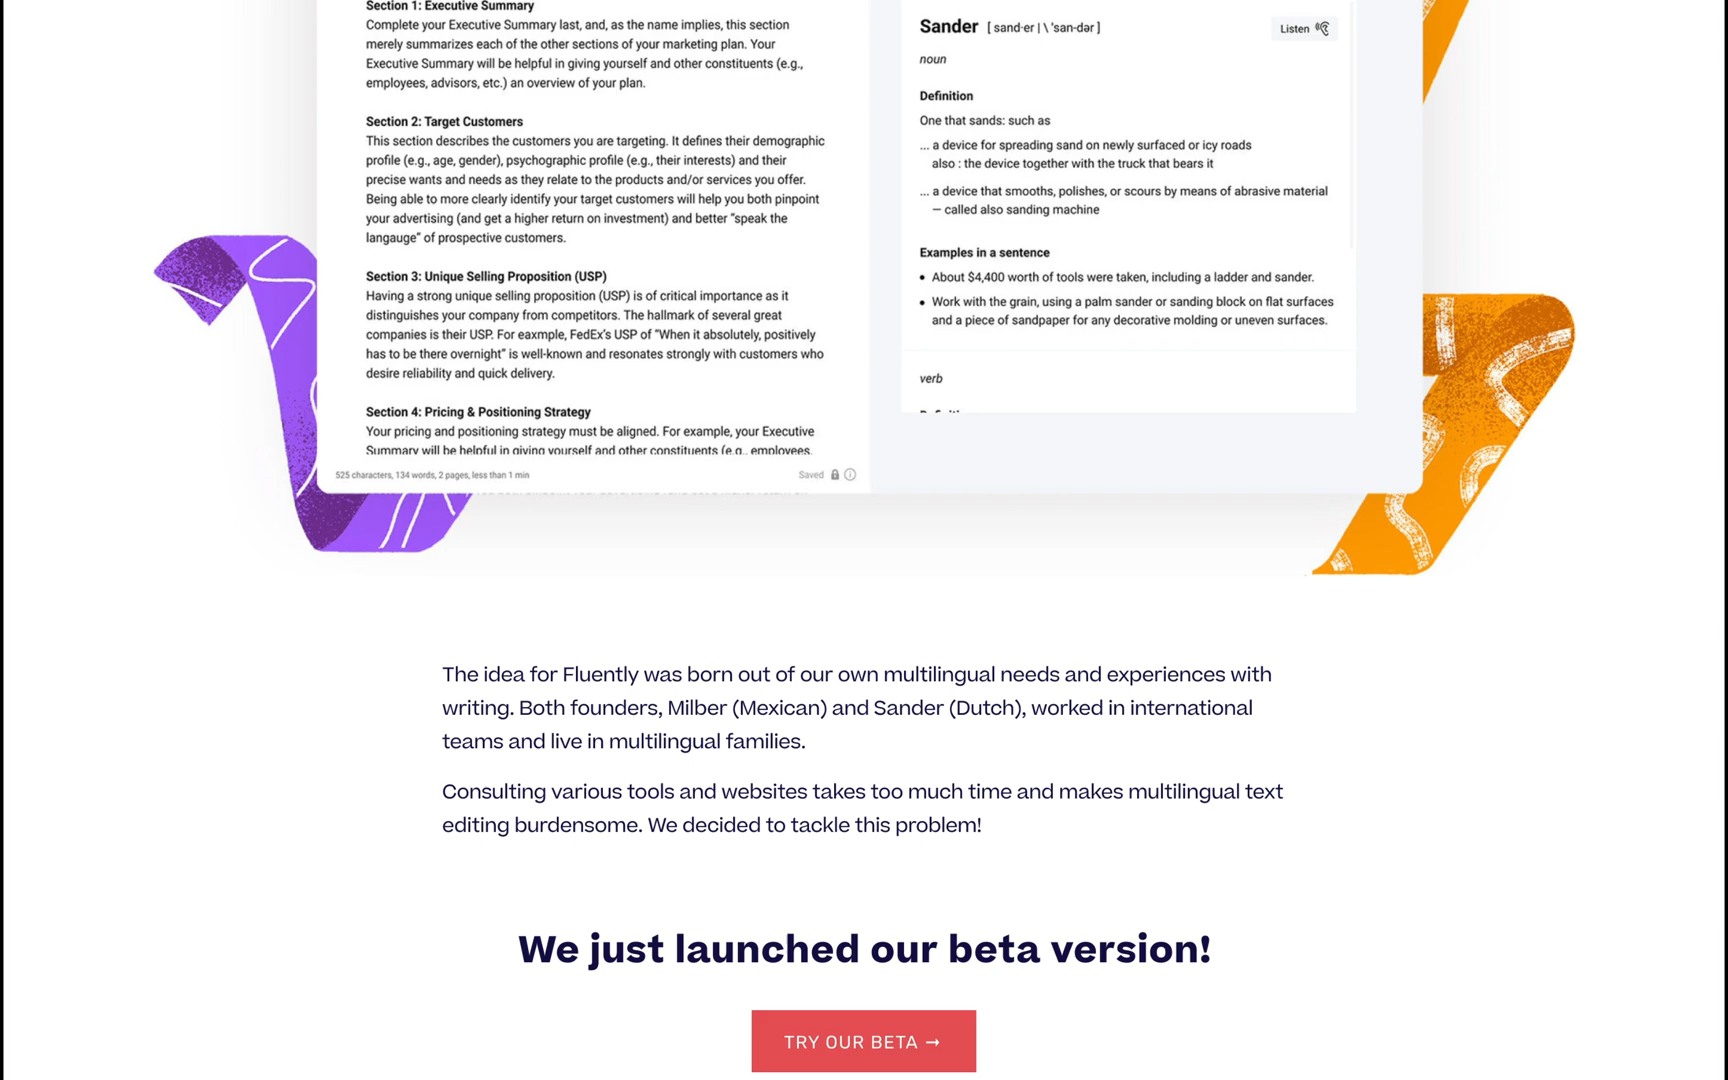 Section 1: Executive Summary
Complete your Executive Summary last, and, as the name implies, this section
merely summarizes each of the other sections of your marketing plan. Your
Executive Summary will be helpful in giving yourself and other constituents (e.g.,
employees, advisors, etc.) an overview of your plan.
Section 2: Target Customers
This section describes the customers you are targeting. It defines their demographic
profile (e.g., age, gender), psychographic profile (e.g., their interests) and their
precise wants and needs as they relate to the products and/or services you offer.
Being able to more clearly identify your target customers will help you both pinpoint
your advertising (and get a higher return on investment) and better “speak the
langauge” of prospective customers.
Section 3: Unique Selling Proposition (USP)
Having a strong unique selling proposition (USP) is of critical importance as it
distinguishes your company from competitors. The hallmark of several great
companies is their USP. For eaxmple, FedEx’s USP of “When it absolutely, positively
has to be there overnight” is well-known and resonates strongly with customers who
desire reliability and quick delivery.
Section 4: Pricing & Positioning Strategy
Your pricing and positioning strategy must be aligned. For example, your Executive
Summary will be helpful in giving yourself and other constituents (e.g., employees,
525 characters, 134 words, 2 pages, less than 1 min
Saved
Sander [ sand·er | \ ˈsan-dər ]
Listen
noun
Definition
One that sands: such as
... a device for spreading sand on newly surfaced or icy roads
also : the device together with the truck that bears it
... a device that smooths, polishes, or scours by means of abrasive material
— called also sanding machine
Examples in a sentence
• About $4,400 worth of tools were taken, including a ladder and sander.
• Work with the grain, using a palm sander or sanding block on flat surfaces
and a piece of sandpaper for any decorative molding or uneven surfaces.
verb
The idea for Fluently was born out of our own multilingual needs and experiences with
writing. Both founders, Milber (Mexican) and Sander (Dutch), worked in international
teams and live in multilingual families.
Consulting various tools and websites takes too much time and makes multilingual text
editing burdensome. We decided to tackle this problem!
We just launched our beta version!
TRY OUR BETA →